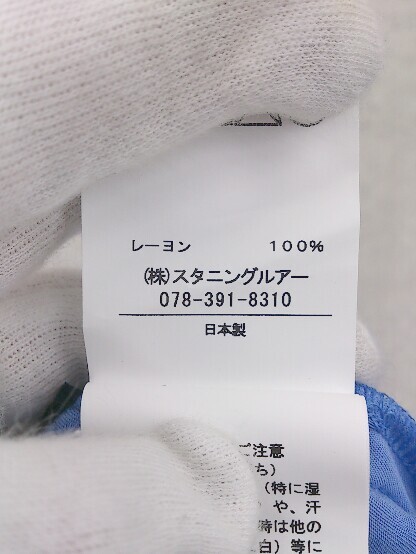 レーヨン 100%
(株)スタニングルアー
078-391-8310
日本製
ご注意
ち)
(特に湿
や、汗
時は他の
白)等に